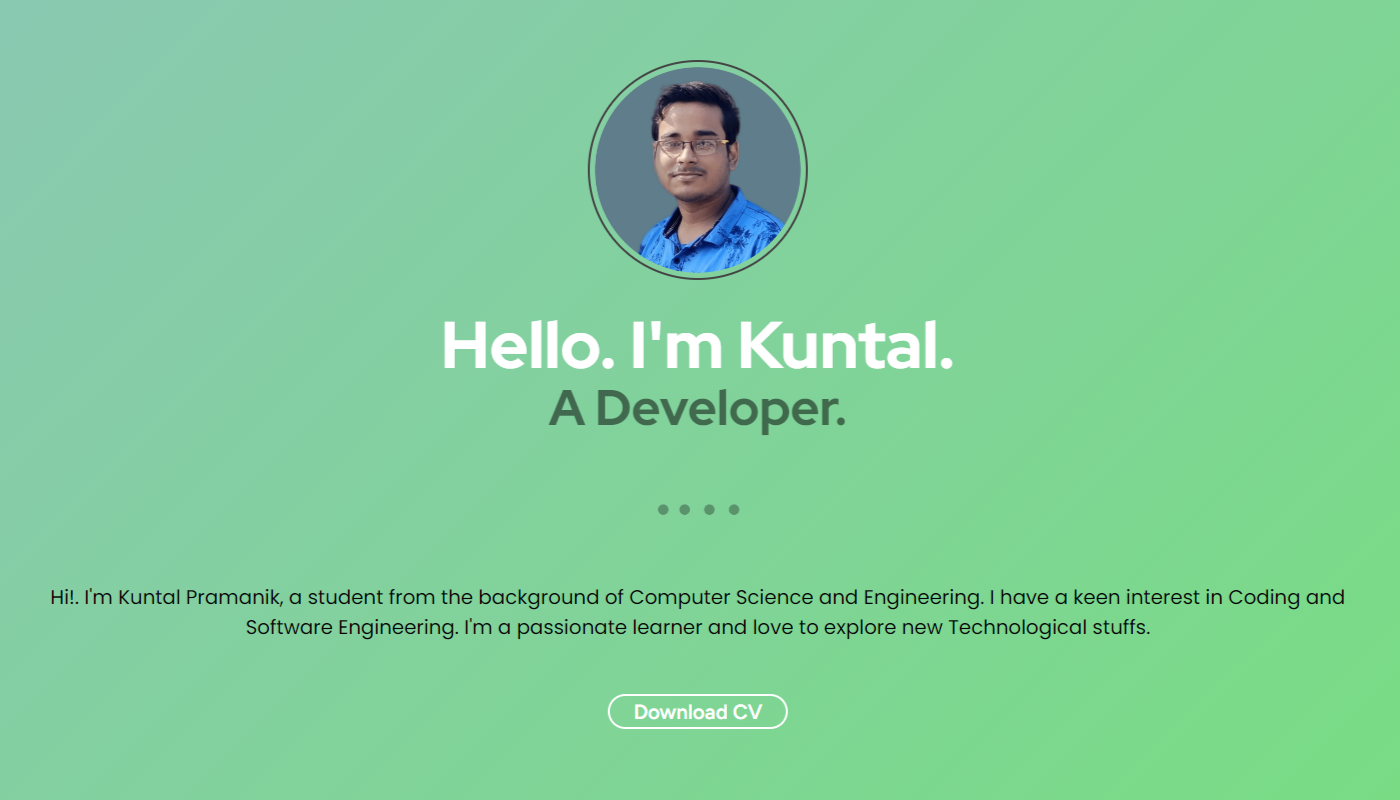 Hello. I'm Kuntal.
A Developer.
Hi!. I'm Kuntal Pramanik, a student from the background of Computer Science and Engineering. I have a keen interest in Coding and
Software Engineering. I'm a passionate learner and love to explore new Technological stuffs.
Download CV